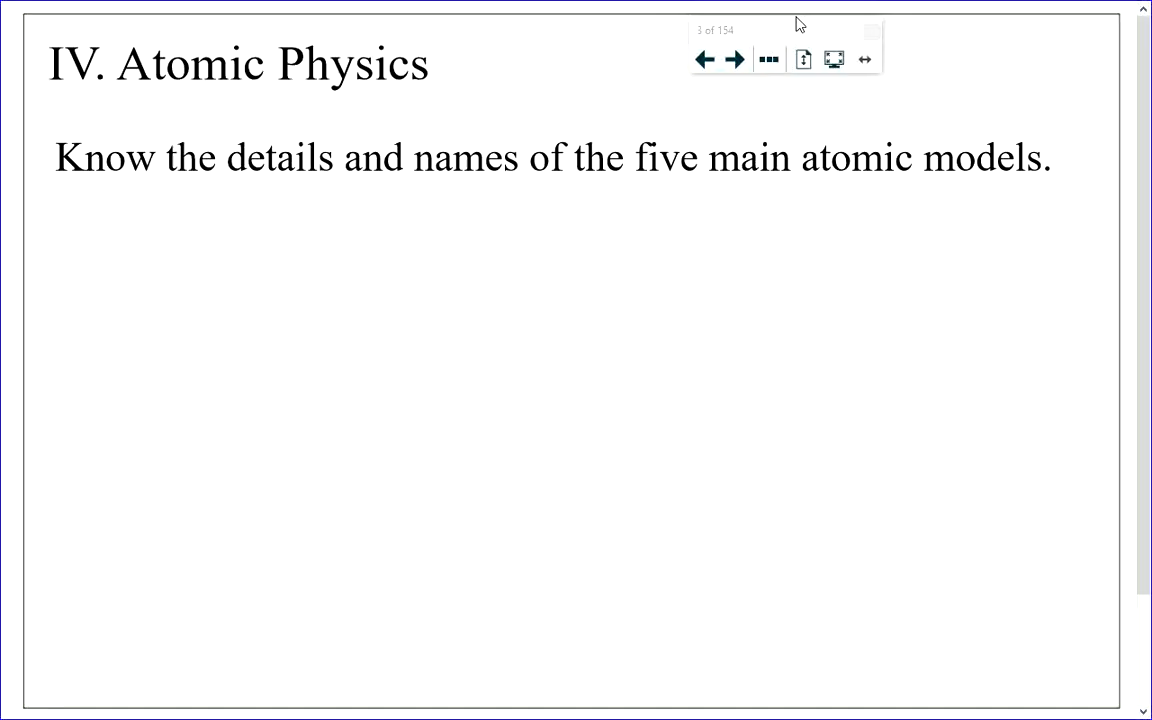 3 of 154
IV. Atomic Physics
Know the details and names of the five main atomic models.